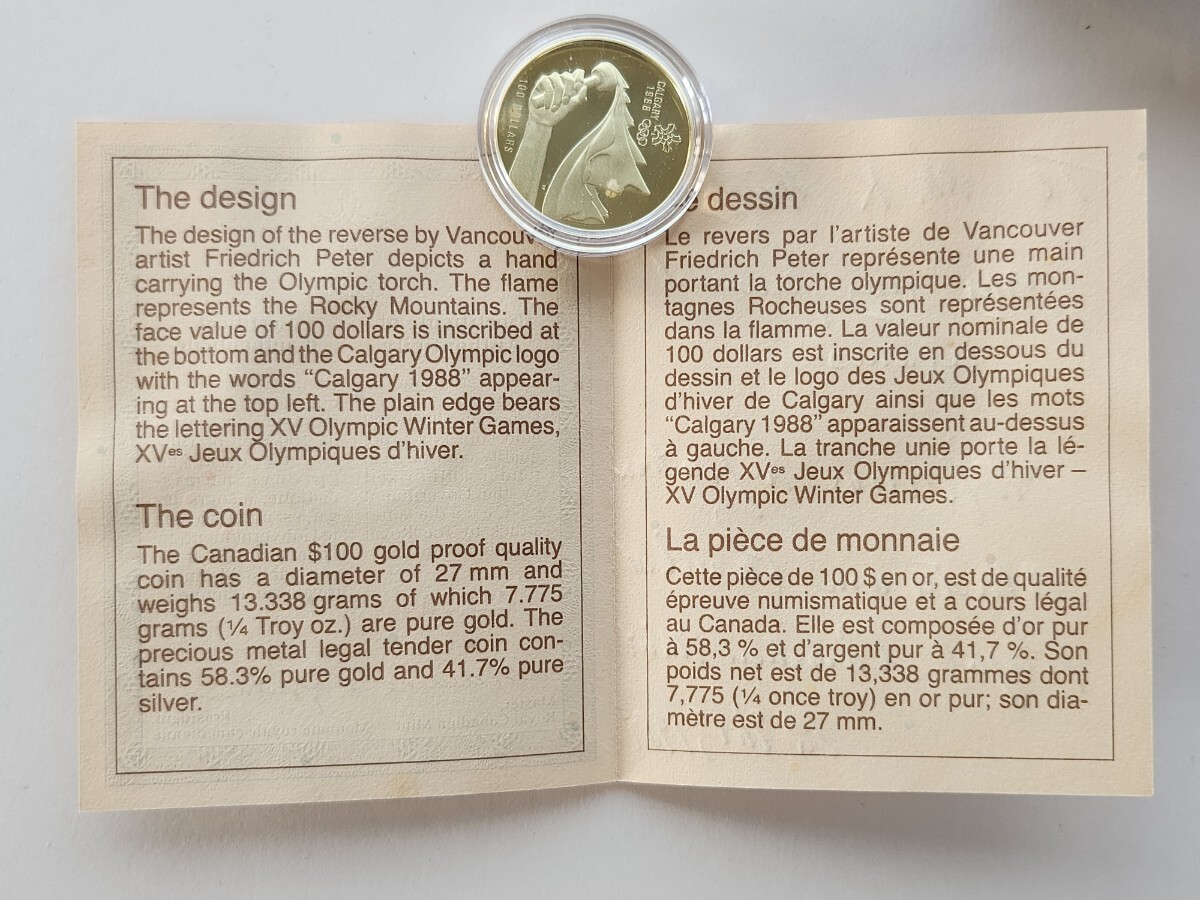 100 DOLLARS
CALGARY
1988
The design
The design of the reverse by Vancouver
artist Friedrich Peter depicts a hand
carrying the Olympic torch. The flame
represents the Rocky Mountains. The
face value of 100 dollars is inscribed at
the bottom and the Calgary Olympic logo
with the words “Calgary 1988” appear-
ing at the top left. The plain edge bears
the lettering XV Olympic Winter Games,
XVes Jeux Olympiques d’hiver.
The coin
The Canadian $100 gold proof quality
coin has a diameter of 27 mm and
weighs 13.338 grams of which 7.775
grams (¼ Troy oz.) are pure gold. The
precious metal legal tender coin con-
tains 58.3% pure gold and 41.7% pure
silver.
dessin
Le revers par l’artiste de Vancouver
Friedrich Peter représente une main
portant la torche olympique. Les mon-
tagnes Rocheuses sont représentées
dans la flamme. La valeur nominale de
100 dollars est inscrite en dessous du
dessin et le logo des Jeux Olympiques
d’hiver de Calgary ainsi que les mots
“Calgary 1988” apparaissent au-dessus
à gauche. La tranche unie porte la lé-
gende XVes Jeux Olympiques d’hiver –
XV Olympic Winter Games.
La pièce de monnaie
Cette pièce de 100 $ en or, est de qualité
épreuve numismatique et a cours légal
au Canada. Elle est composée d’or pur
à 58,3 % et d’argent pur à 41,7 %. Son
poids net est de 13,338 grammes dont
7,775 (¼ once troy) en or pur; son dia-
mètre est de 27 mm.